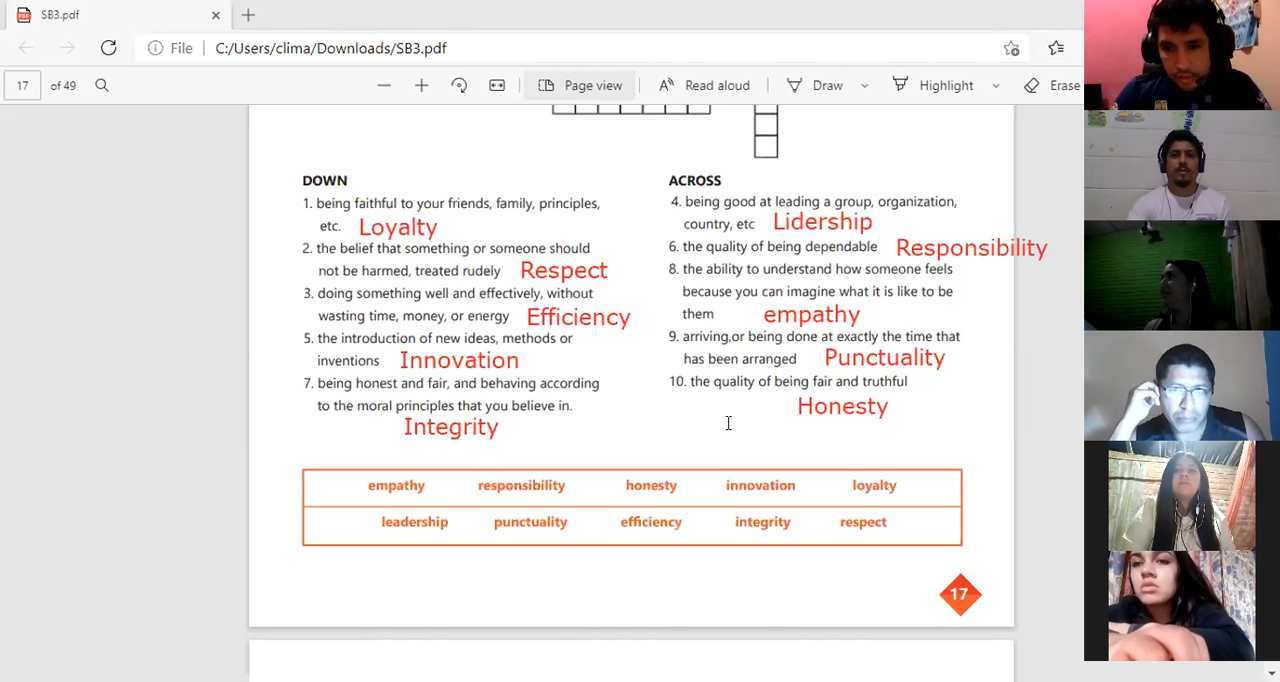 SB3.pdf
File C:/Users/clima/Downloads/SB3.pdf
17 of 49 Page view Read aloud Draw Highlight Erase
DOWN
1. being faithful to your friends, family, principles,
etc. Loyalty
2. the belief that something or someone should
not be harmed, treated rudely Respect
3. doing something well and effectively, without
wasting time, money, or energy Efficiency
5. the introduction of new ideas, methods or
inventions Innovation
7. being honest and fair, and behaving according
to the moral principles that you believe in.
Integrity
ACROSS
4. being good at leading a group, organization,
country, etc Lidership
6. the quality of being dependable Responsibility
8. the ability to understand how someone feels
because you can imagine what it is like to be
them empathy
9. arriving,or being done at exactly the time that
has been arranged Punctuality
10. the quality of being fair and truthful
Honesty
empathy responsibility honesty innovation loyalty
leadership punctuality efficiency integrity respect
17